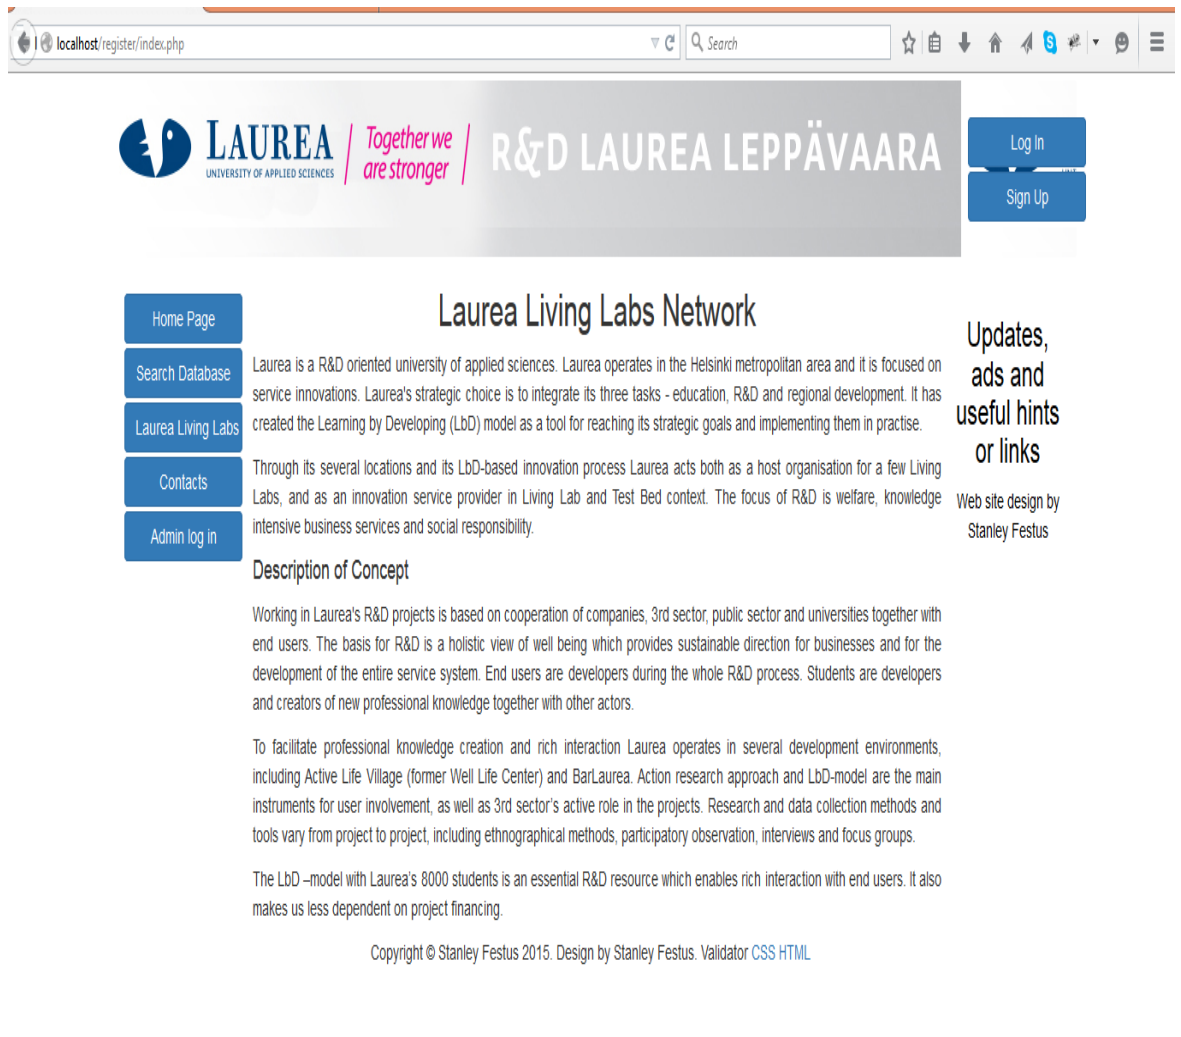 localhost/register/index.php
Search
LAUREA
UNIVERSITY OF APPLIED SCIENCES
Together we
are stronger
R&D LAUREA LEPPÄVAARA
Log In
Sign Up
Home Page
Search Database
Laurea Living Labs
Contacts
Admin log in
Laurea Living Labs Network
Laurea is a R&D oriented university of applied sciences. Laurea operates in the Helsinki metropolitan area and it is focused on
service innovations. Laurea's strategic choice is to integrate its three tasks - education, R&D and regional development. It has
created the Learning by Developing (LbD) model as a tool for reaching its strategic goals and implementing them in practise.
Through its several locations and its LbD-based innovation process Laurea acts both as a host organisation for a few Living
Labs, and as an innovation service provider in Living Lab and Test Bed context. The focus of R&D is welfare, knowledge
intensive business services and social responsibility.
Description of Concept
Working in Laurea's R&D projects is based on cooperation of companies, 3rd sector, public sector and universities together with
end users. The basis for R&D is a holistic view of well being which provides sustainable direction for businesses and for the
development of the entire service system. End users are developers during the whole R&D process. Students are developers
and creators of new professional knowledge together with other actors.
To facilitate professional knowledge creation and rich interaction Laurea operates in several development environments,
including Active Life Village (former Well Life Center) and BarLaurea. Action research approach and LbD-model are the main
instruments for user involvement, as well as 3rd sector’s active role in the projects. Research and data collection methods and
tools vary from project to project, including ethnographical methods, participatory observation, interviews and focus groups.
The LbD –model with Laurea’s 8000 students is an essential R&D resource which enables rich interaction with end users. It also
makes us less dependent on project financing.
Updates,
ads and
useful hints
or links
Web site design by
Stanley Festus
Copyright © Stanley Festus 2015. Design by Stanley Festus. Validator CSS HTML